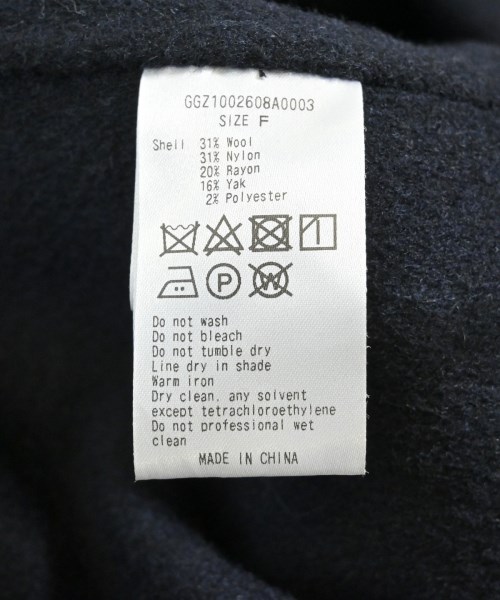 GGZ1002608A0003
SIZE F
Shell 31% Wool
31% Nylon
20% Rayon
16% Yak
2% Polyester
P W
Do not wash
Do not bleach
Do not tumble dry
Line dry in shade
Warm iron
Dry clean, any solvent
except tetrachloroethylene
Do not professional wet
clean
MADE IN CHINA